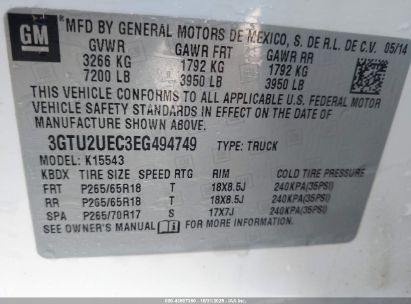 GM
MFD BY GENERAL MOTORS DE MEXICO, S. DE R.L. DE C.V. 05/14
GVWR GAWR FRT GAWR RR
3266 KG 1792 KG 1792 KG
7200 LB 3950 LB 3950 LB
THIS VEHICLE CONFORMS TO ALL APPLICABLE U.S. FEDERAL MOTOR
VEHICLE SAFETY STANDARDS IN EFFECT ON THE DATE OF
MANUFACTURE SHOWN ABOVE.
3GTU2UEC3EG494749 TYPE: TRUCK
MODEL: K15543
KBDX TIRE SIZE SPEED RTG RIM COLD TIRE PRESSURE
FRT P265/65R18 T 18X8.5J 240KPA(35PSI)
RR P265/65R18 T 18X8.5J 240KPA(35PSI)
SPA P265/70R17 S 17X7J 240KPA(35PSI)
SEE OWNER'S MANUAL FOR MORE INFORMATION.